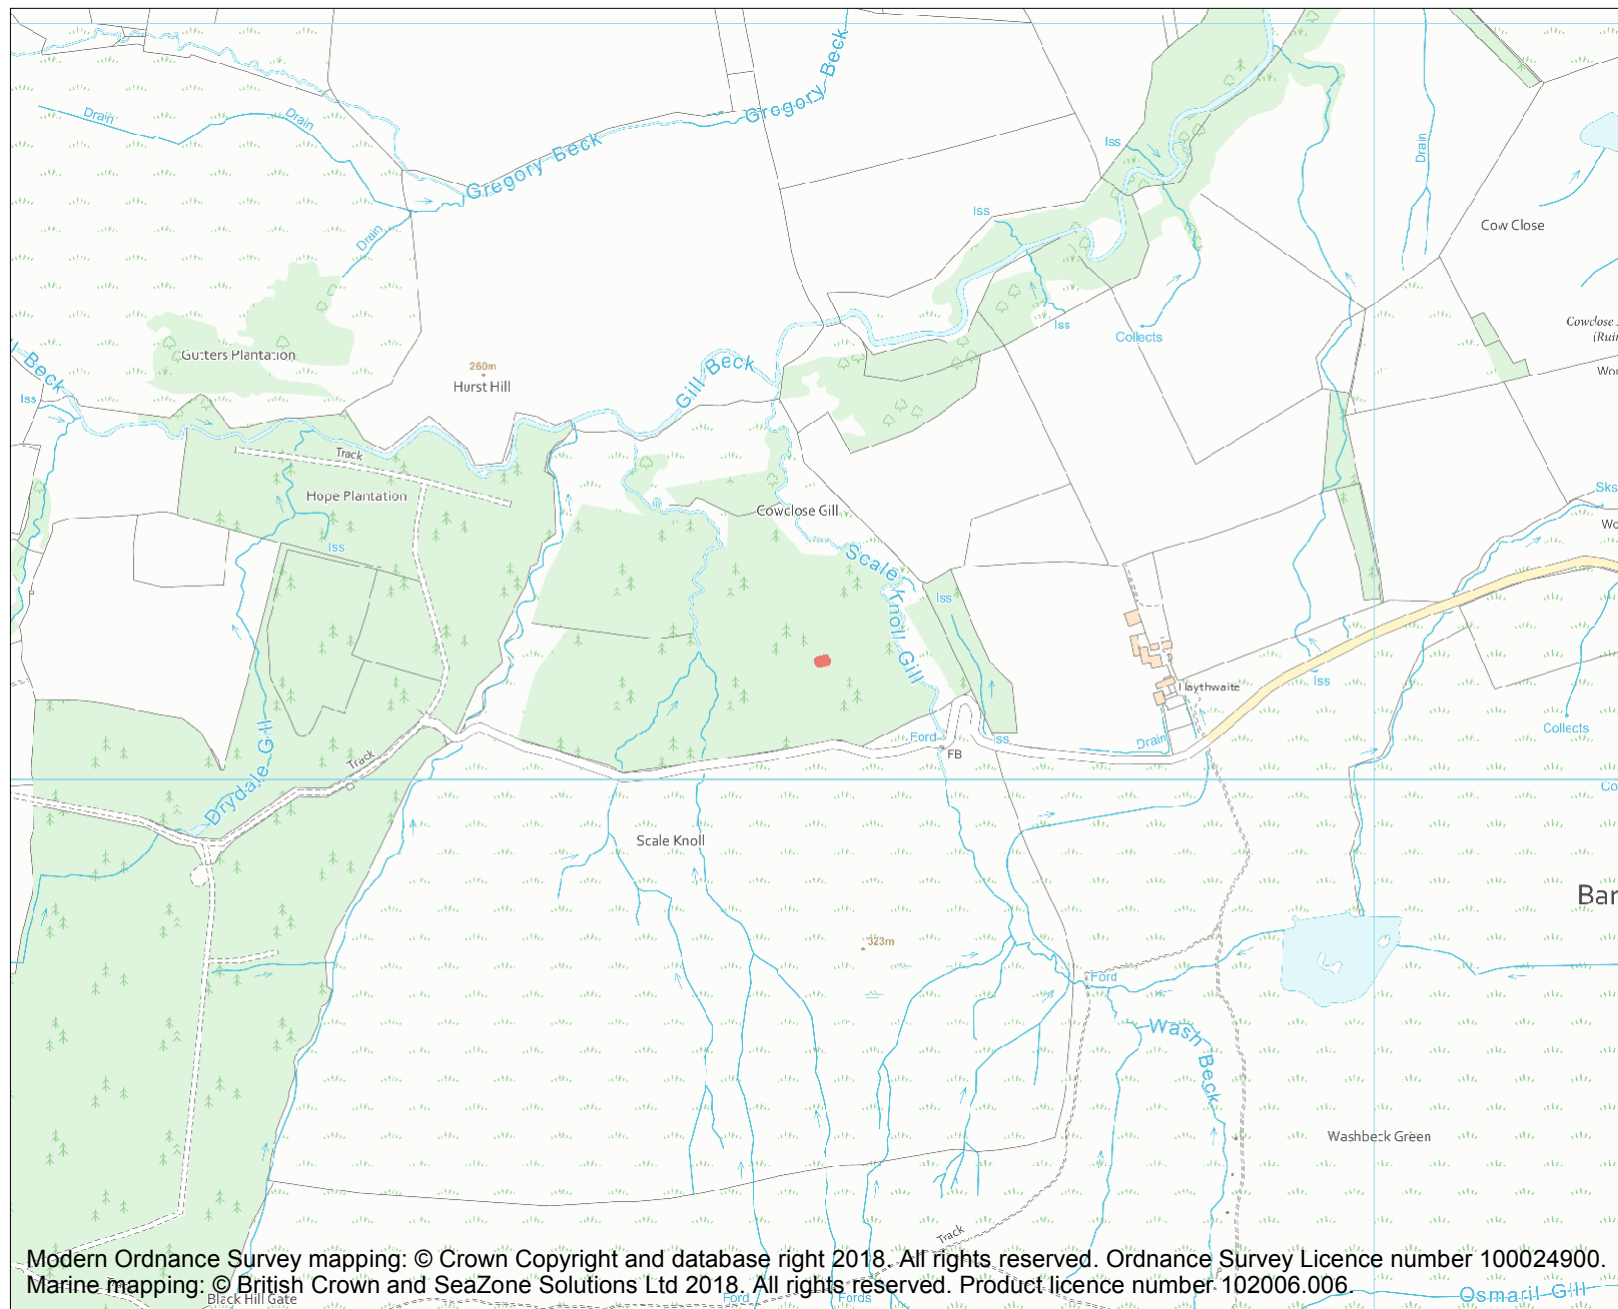 Gregory Beck
Drain
Drain
Iss
Drain
Gregory Beck
Drain
Iss
Cow Close
Collects
Iss
Cowclose
(Ruin
Gutters Plantation
260m
Hurst Hill
Gill Beck
Beck
Iss
Track
Hope Plantation
Iss
Cowclose Gill
Scale Knoll Gill
Iss
Iss
Haythwaite
Collects
Drydale Gill
Track
Ford
FB
Iss
Drain
Scale Knoll
323m
Ford
Wash Beck
Washbeck Green
Track
Modern Ordnance Survey mapping: © Crown Copyright and database right 2018. All rights reserved. Ordnance Survey Licence number 100024900.
Marine mapping: © British Crown and SeaZone Solutions Ltd 2018. All rights reserved. Product licence number 102006.006.
Black Hill Gate
Ford
Fords
Osmaril Gill